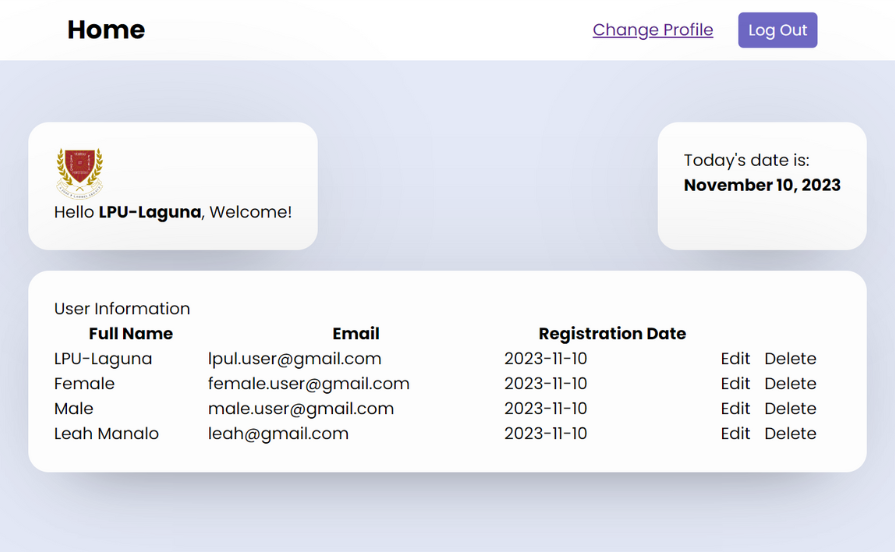 Home Change Profile Log Out
Today's date is:
November 10, 2023
Hello LPU-Laguna, Welcome!
User Information
Full Name Email Registration Date
LPU-Laguna lpul.user@gmail.com 2023-11-10 Edit Delete
Female female.user@gmail.com 2023-11-10 Edit Delete
Male male.user@gmail.com 2023-11-10 Edit Delete
Leah Manalo leah@gmail.com 2023-11-10 Edit Delete